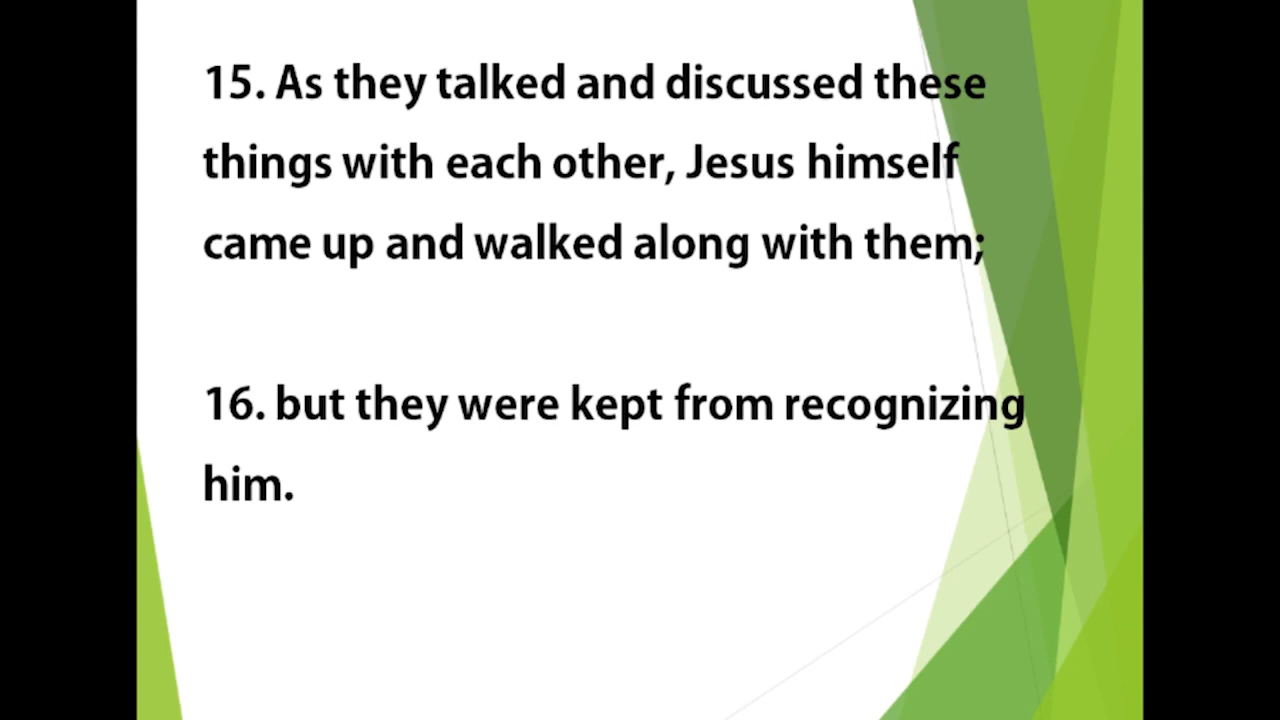 15. As they talked and discussed these
things with each other, Jesus himself
came up and walked along with them;
16. but they were kept from recognizing
him.